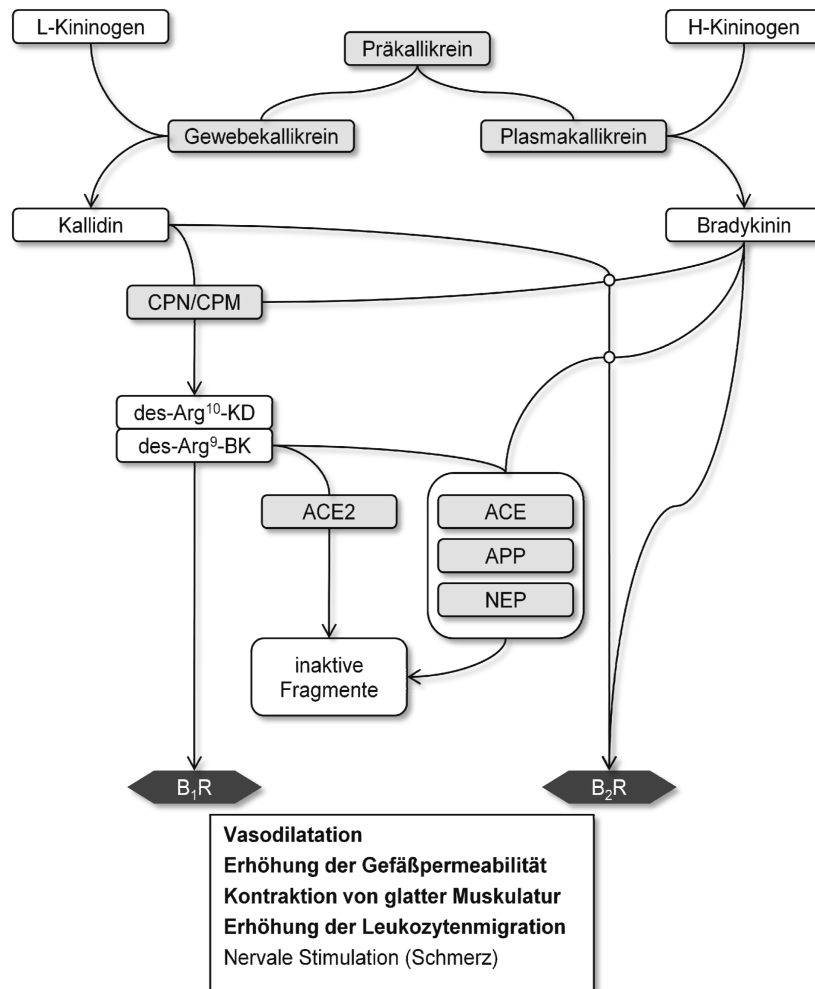 L-Kininogen
H-Kininogen
Präkallikrein
Gewebekallikrein
Plasmakallikrein
Kallidin
Bradykinin
CPN/CPM
des-Arg¹⁰-KD
des-Arg⁹-BK
ACE2
ACE
APP
NEP
inaktive
Fragmente
B₁R
B₂R
Vasodilatation
Erhöhung der Gefäßpermeabilität
Kontraktion von glatter Muskulatur
Erhöhung der Leukozytenmigration
Nervale Stimulation (Schmerz)